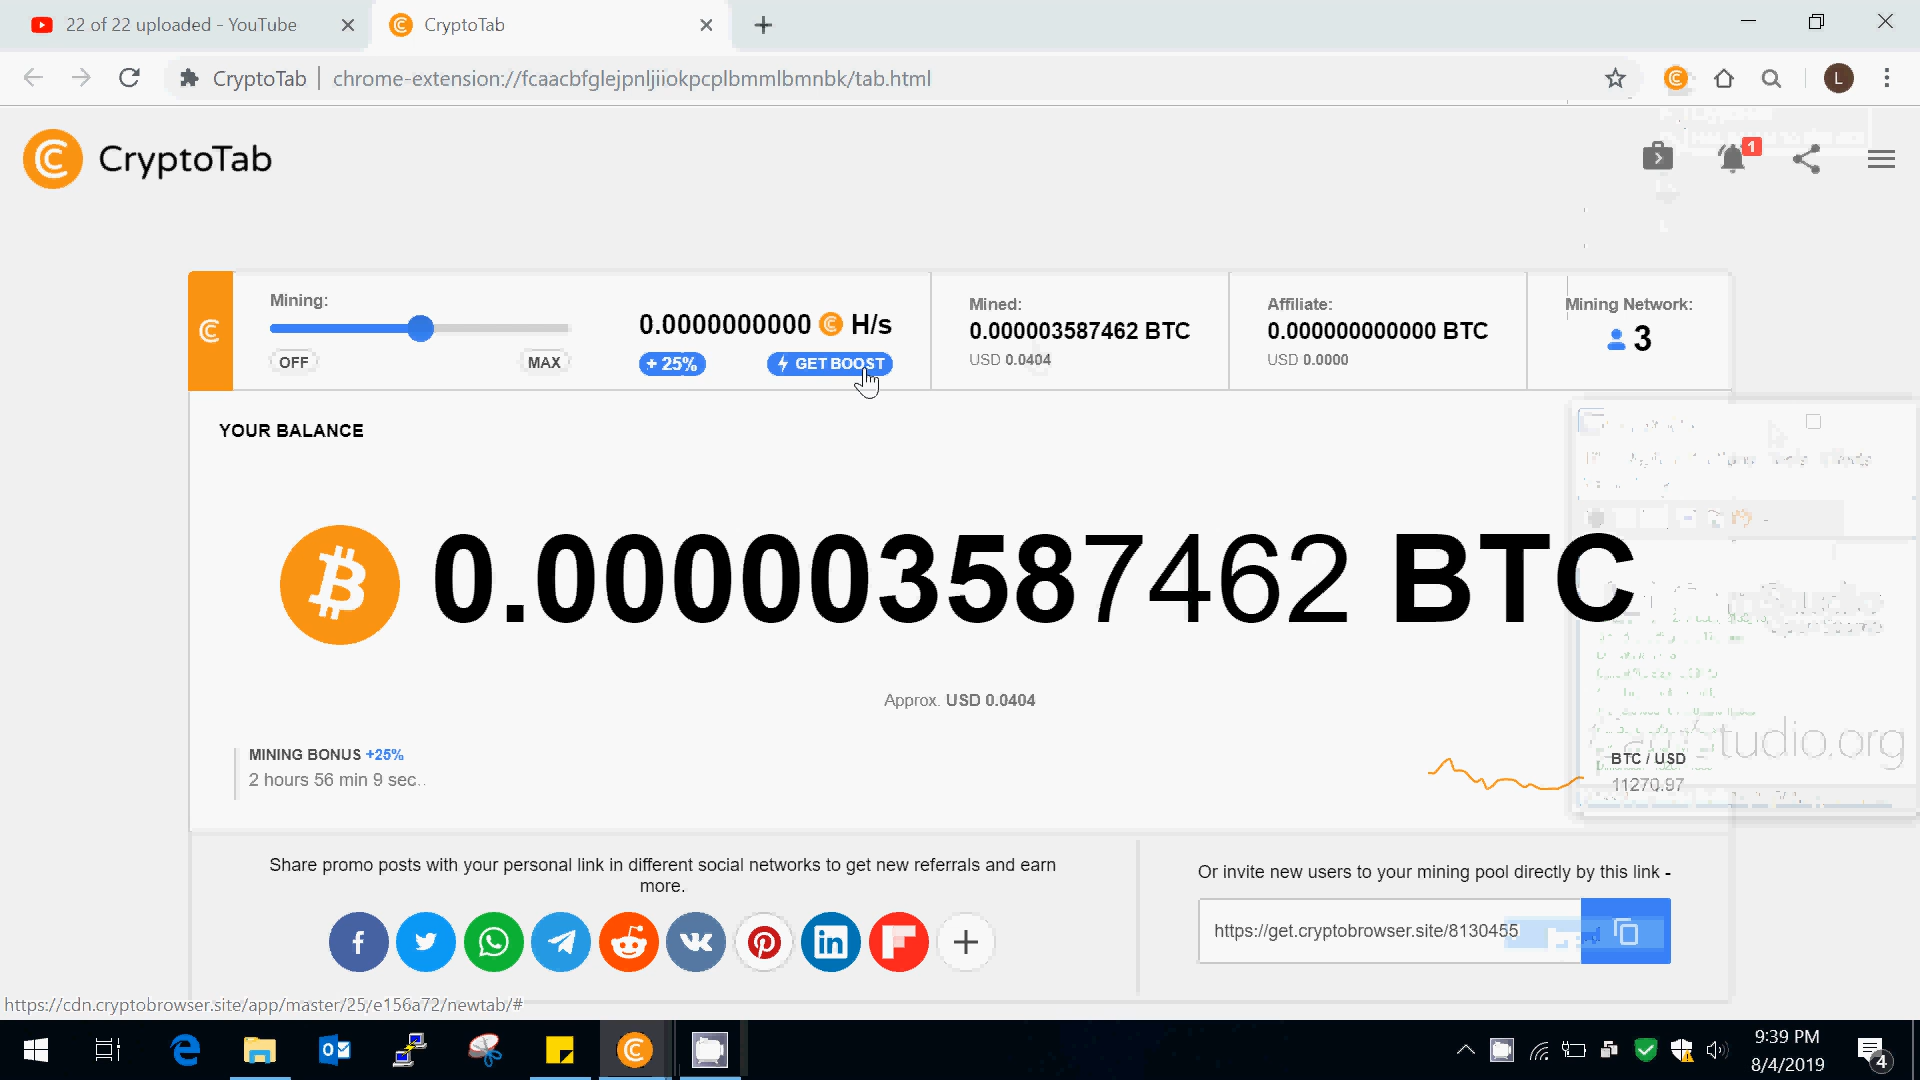 22 of 22 uploaded - YouTube
CryptoTab
CryptoTab
chrome-extension://fcaacbfglejpnljiiokpcplbmmlbmnbk/tab.html
L
CryptoTab
1
Mining:
OFF
MAX
0.0000000000 H/s
+ 25%
GET BOOST
Mined:
0.000003587462 BTC
USD 0.0404
Affiliate:
0.000000000000 BTC
USD 0.0000
Mining Network:
3
YOUR BALANCE
0.000003587462 BTC
Approx. USD 0.0404
MINING BONUS +25%
2 hours 56 min 9 sec..
BTC / USD
11270.97
tudio.org
Share promo posts with your personal link in different social networks to get new referrals and earn
more.
Or invite new users to your mining pool directly by this link -
https://get.cryptobrowser.site/8130455
https://cdn.cryptobrowser.site/app/master/25/e156a72/newtab/#
9:39 PM
8/4/2019
4